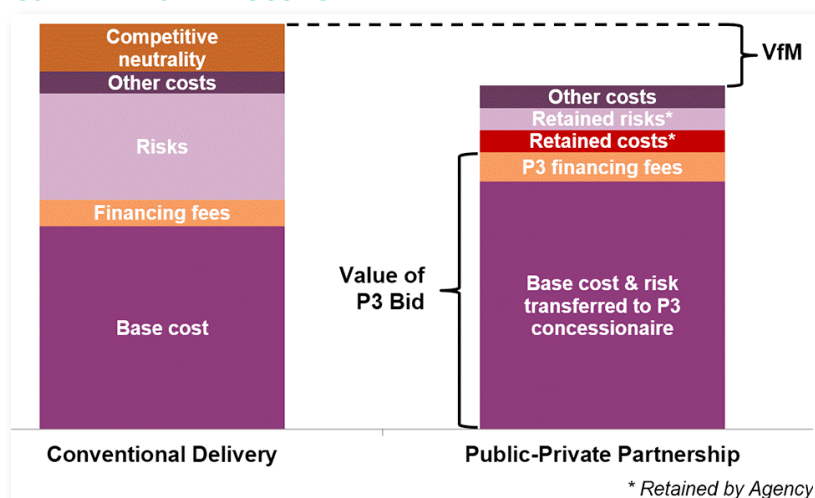 Competitive
neutrality
Other costs
Risks
Financing fees
Base cost
VfM
Other costs
Retained risks*
Retained costs*
P3 financing fees
Value of
P3 Bid
Base cost & risk
transferred to P3
concessionaire
Conventional Delivery
Public-Private Partnership
* Retained by Agency